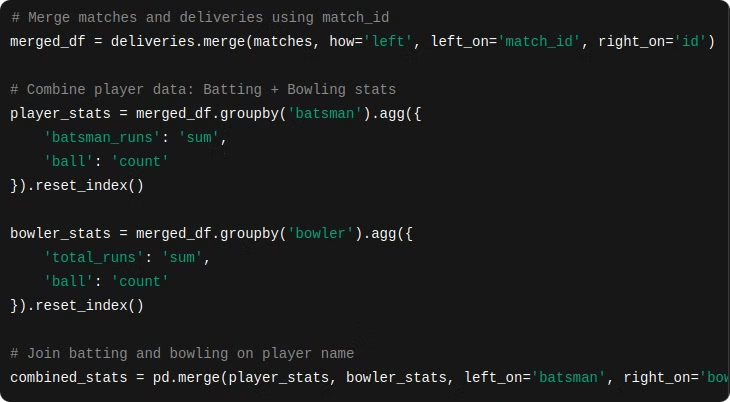 # Merge matches and deliveries using match_id
merged_df = deliveries.merge(matches, how='left', left_on='match_id', right_on='id')
# Combine player data: Batting + Bowling stats
player_stats = merged_df.groupby('batsman').agg({
    'batsman_runs': 'sum',
    'ball': 'count'
}).reset_index()
bowler_stats = merged_df.groupby('bowler').agg({
    'total_runs': 'sum',
    'ball': 'count'
}).reset_index()
# Join batting and bowling on player name
combined_stats = pd.merge(player_stats, bowler_stats, left_on='batsman', right_on=